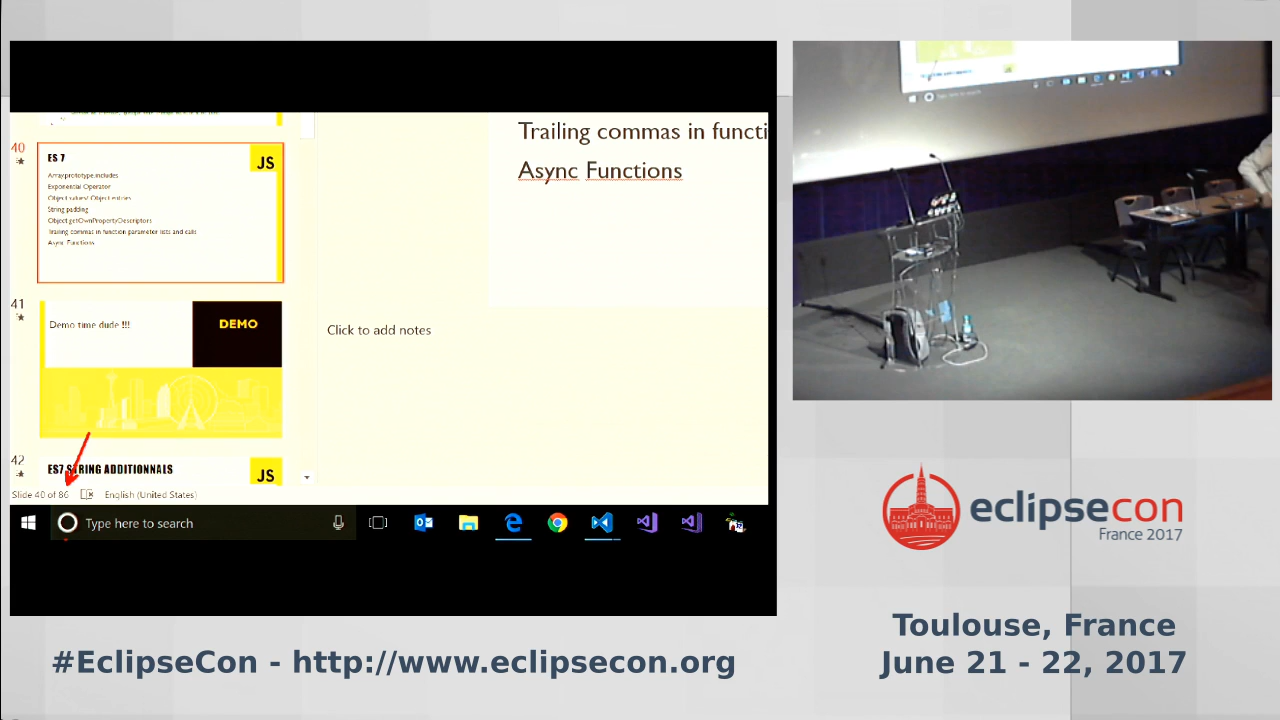 40
ES 7
JS
Array.prototype.includes
Exponential Operator
Object.values/ Object.entries
String padding
Object.getOwnPropertyDescriptors
Trailing commas in function parameter lists and calls
Async Functions
41
Demo time dude !!!
DEMO
42
ES7 STRING ADDITIONNALS
JS
Trailing commas in functi
Async Functions
Click to add notes
Slide 40 of 86
English (United States)
Type here to search
eclipsecon
France 2017
Toulouse, France
June 21 - 22, 2017
#EclipseCon - http://www.eclipsecon.org